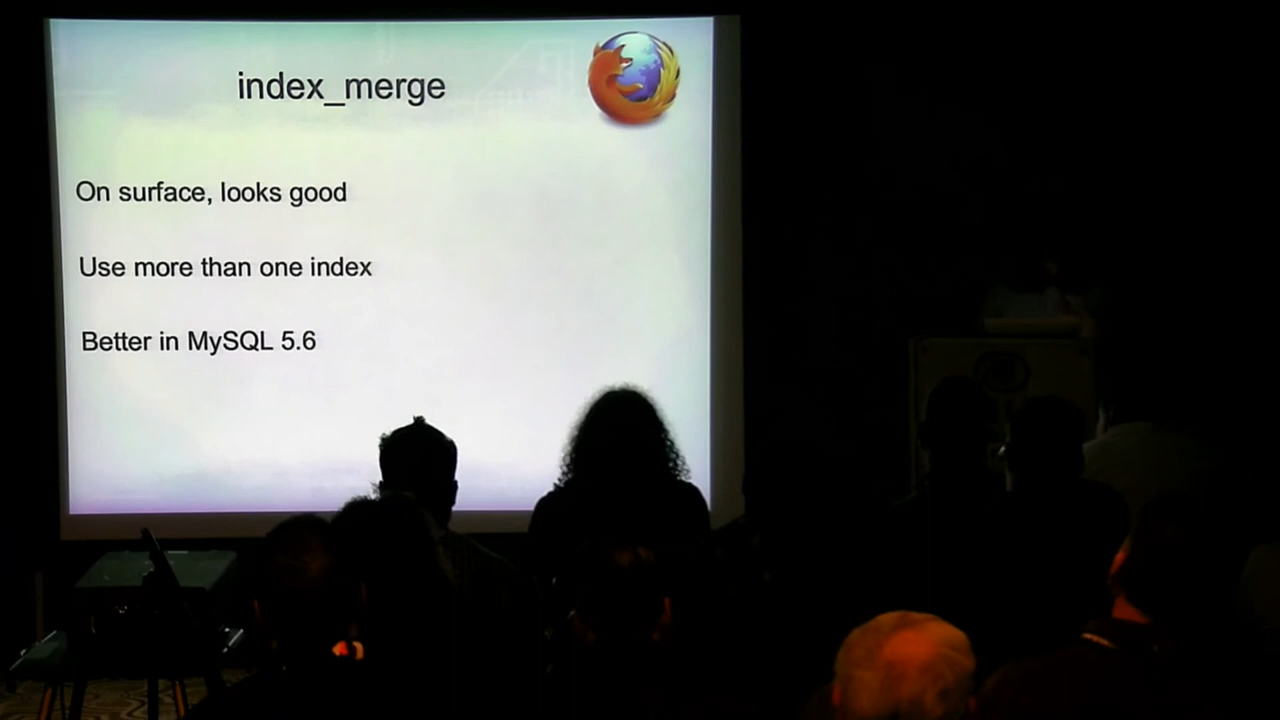 index_merge
On surface, looks good
Use more than one index
Better in MySQL 5.6